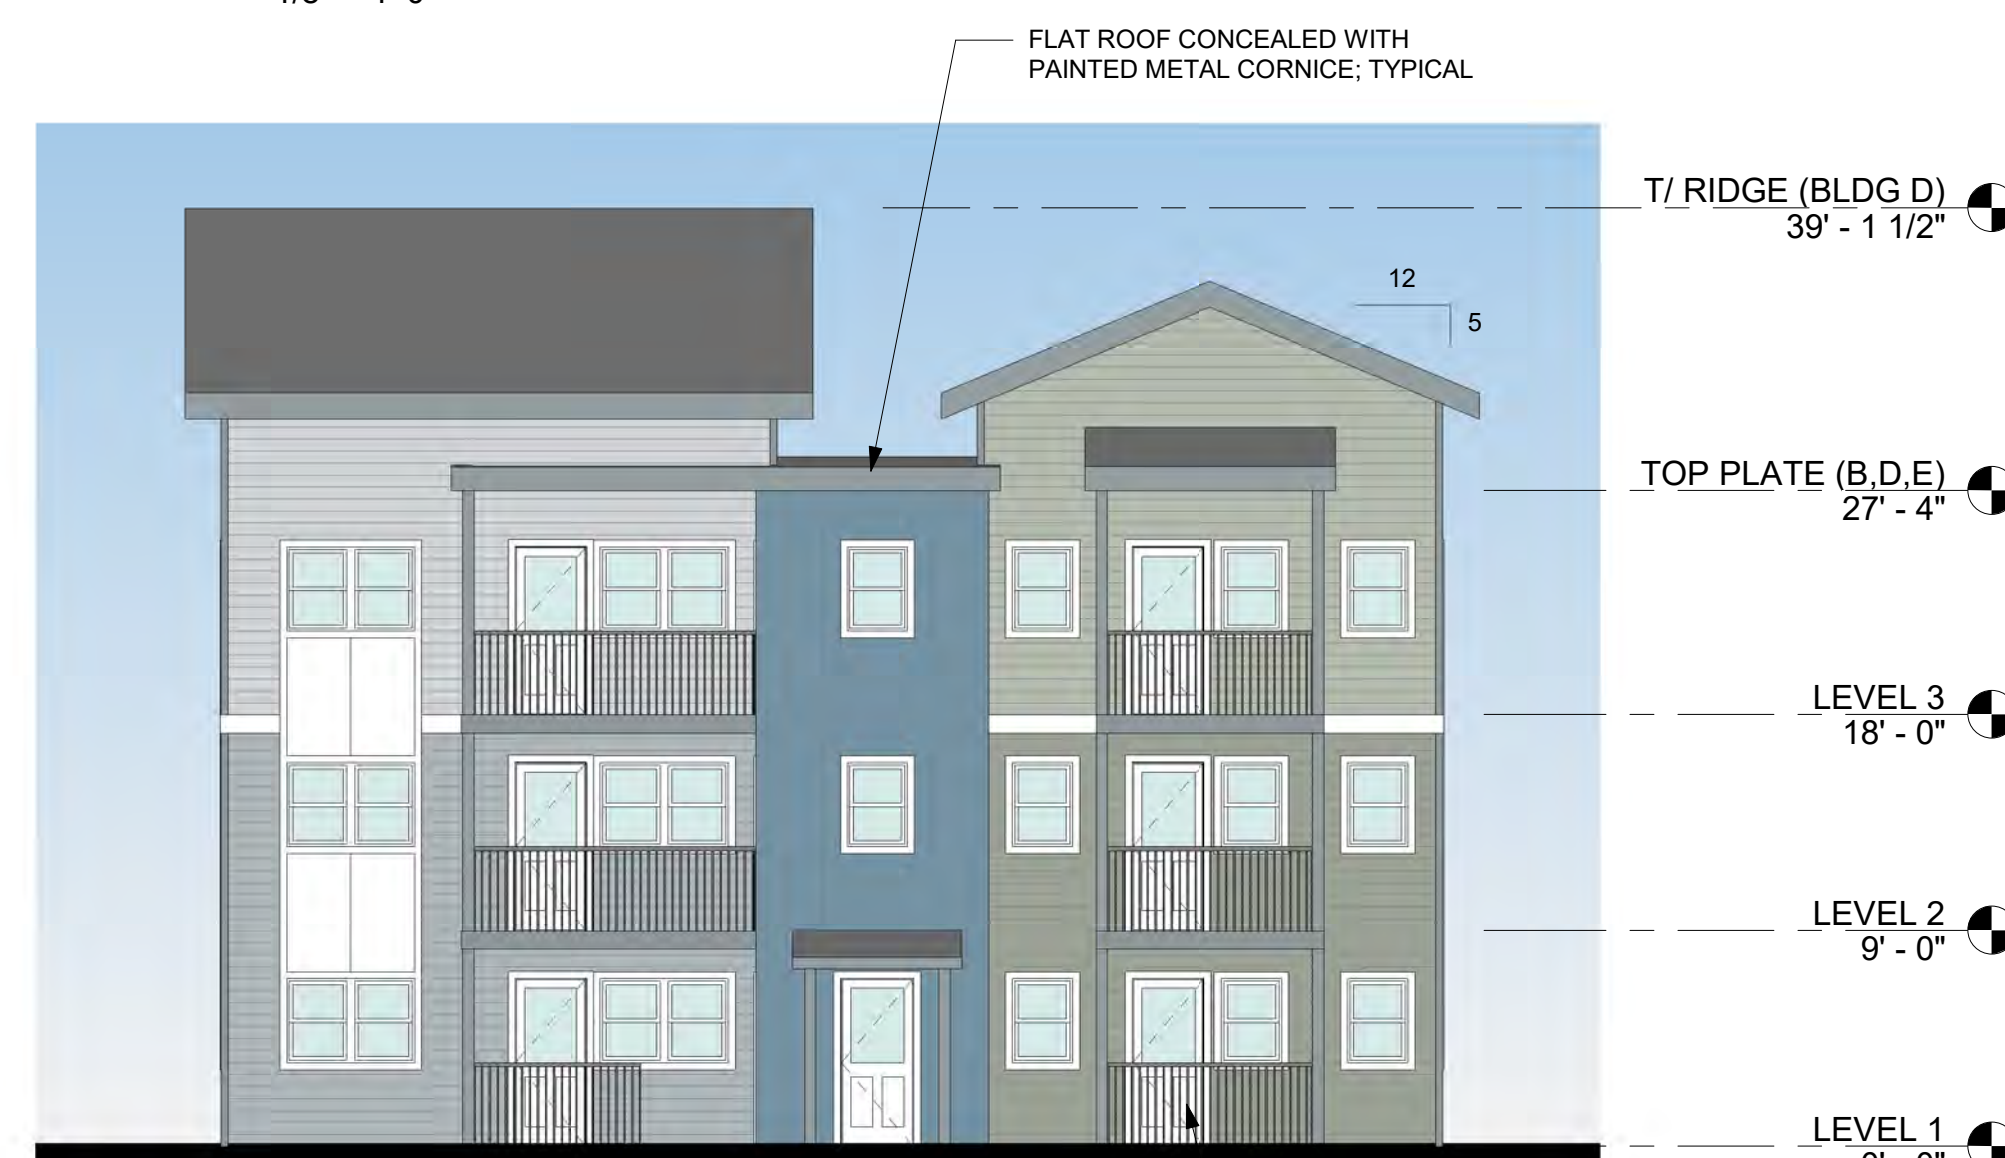 FLAT ROOF CONCEALED WITH
PAINTED METAL CORNICE; TYPICAL
T/ RIDGE (BLDG D)
39' - 1 1/2"
12
5
TOP PLATE (B,D,E)
27' - 4"
LEVEL 3
18' - 0"
LEVEL 2
9' - 0"
LEVEL 1